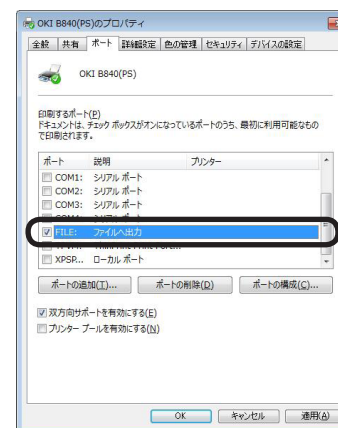 OKI B840(PS)のプロパティ
全般 共有 ポート 詳細設定 色の管理 セキュリティ デバイスの設定
OKI B840(PS)
印刷するポート(P)
ドキュメントは、チェック ボックスがオンになっているポートのうち、最初に利用可能なもの
で印刷されます。
ポート 説明 プリンター
COM1: シリアル ポート
COM2: シリアル ポート
COM3: シリアル ポート
FILE: ファイルへ出力
XPSP... ローカル ポート
ポートの追加(T)... ポートの削除(D) ポートの構成(C)...
双方向サポートを有効にする(E)
プリンター プールを有効にする(N)
OK キャンセル 適用(A)